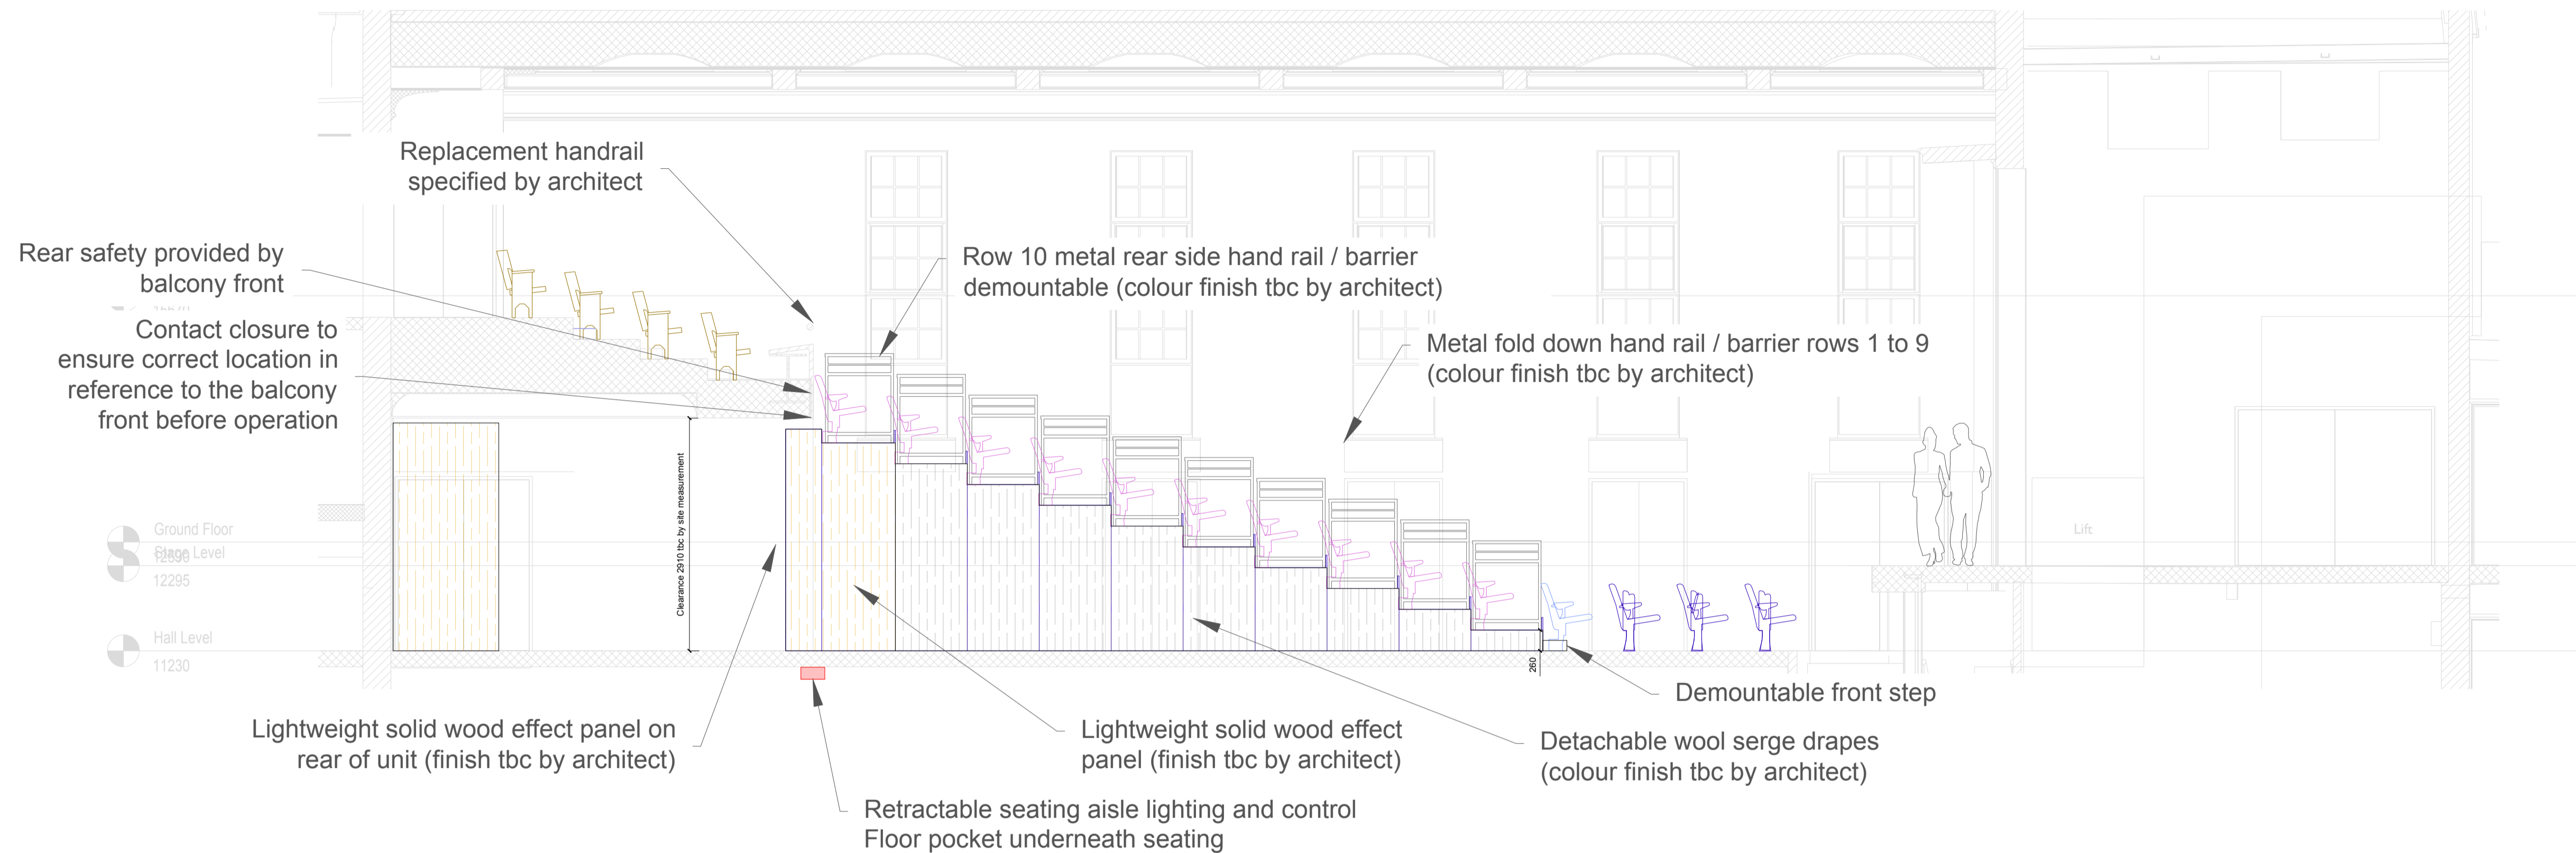 Replacement handrail
specified by architect
Rear safety provided by
balcony front
Row 10 metal rear side hand rail / barrier
demountable (colour finish tbc by architect)
Contact closure to
ensure correct location in
reference to the balcony
front before operation
Metal fold down hand rail / barrier rows 1 to 9
(colour finish tbc by architect)
Clearance 2910 tbc by site measurement
Ground Floor
Stage Level
12295
Lift
Hall Level
11230
260
Demountable front step
Lightweight solid wood effect panel on
rear of unit (finish tbc by architect)
Lightweight solid wood effect
panel (finish tbc by architect)
Detachable wool serge drapes
(colour finish tbc by architect)
Retractable seating aisle lighting and control
Floor pocket underneath seating